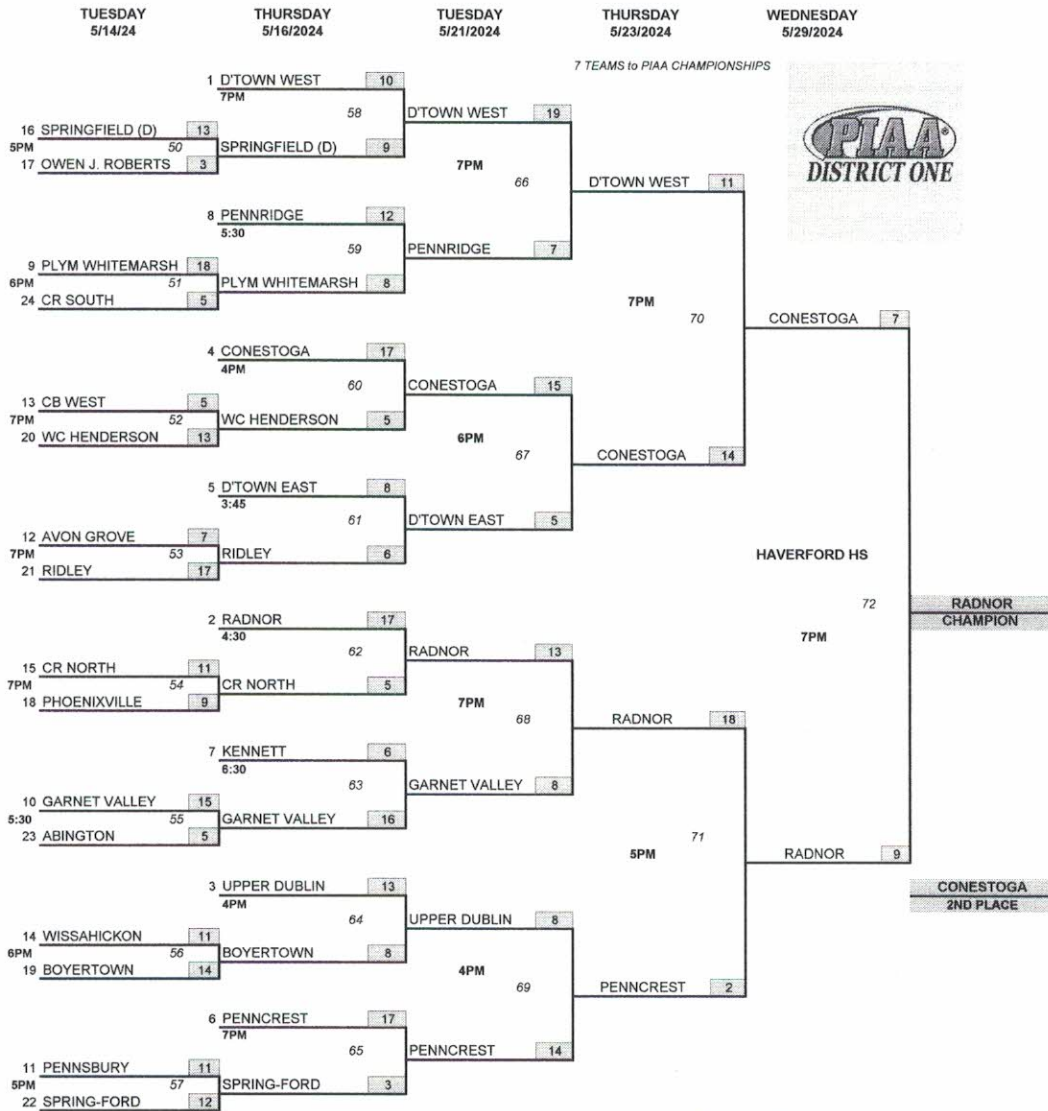 TUESDAY THURSDAY TUESDAY THURSDAY WEDNESDAY
5/14/24 5/16/2024 5/21/2024 5/23/2024 5/29/2024
7 TEAMS to PIAA CHAMPIONSHIPS
PIAA®
DISTRICT ONE
1 D'TOWN WEST 10
7PM
58
D'TOWN WEST 19
16 SPRINGFIELD (D) 13
5PM 50
SPRINGFIELD (D) 9
17 OWEN J. ROBERTS 3
7PM
66
D'TOWN WEST 11
8 PENNRIDGE 12
5:30
59
PENNRIDGE 7
9 PLYM WHITEMARSH 18
6PM 51
PLYM WHITEMARSH 8
24 CR SOUTH 5
7PM
70
CONESTOGA 7
4 CONESTOGA 17
4PM
60
CONESTOGA 15
13 CB WEST 5
7PM 52
WC HENDERSON 5
20 WC HENDERSON 13
6PM
67
CONESTOGA 14
5 D'TOWN EAST 8
3:45
61
D'TOWN EAST 5
12 AVON GROVE 7
7PM 53
RIDLEY 6
21 RIDLEY 17
HAVERFORD HS
72
7PM
RADNOR
CHAMPION
2 RADNOR 17
4:30
62
RADNOR 13
15 CR NORTH 11
7PM 54
CR NORTH 5
18 PHOENIXVILLE 9
7PM
68
RADNOR 18
7 KENNETT 6
6:30
63
GARNET VALLEY 8
10 GARNET VALLEY 15
5:30 55
GARNET VALLEY 16
23 ABINGTON 5
71
5PM
RADNOR 9
CONESTOGA
2ND PLACE
3 UPPER DUBLIN 13
4PM
64
UPPER DUBLIN 8
14 WISSAHICKON 11
6PM 56
BOYERTOWN 8
19 BOYERTOWN 14
4PM
69
PENNCREST 2
6 PENNCREST 17
7PM
65
PENNCREST 14
11 PENNSBURY 11
5PM 57
SPRING-FORD 3
22 SPRING-FORD 12